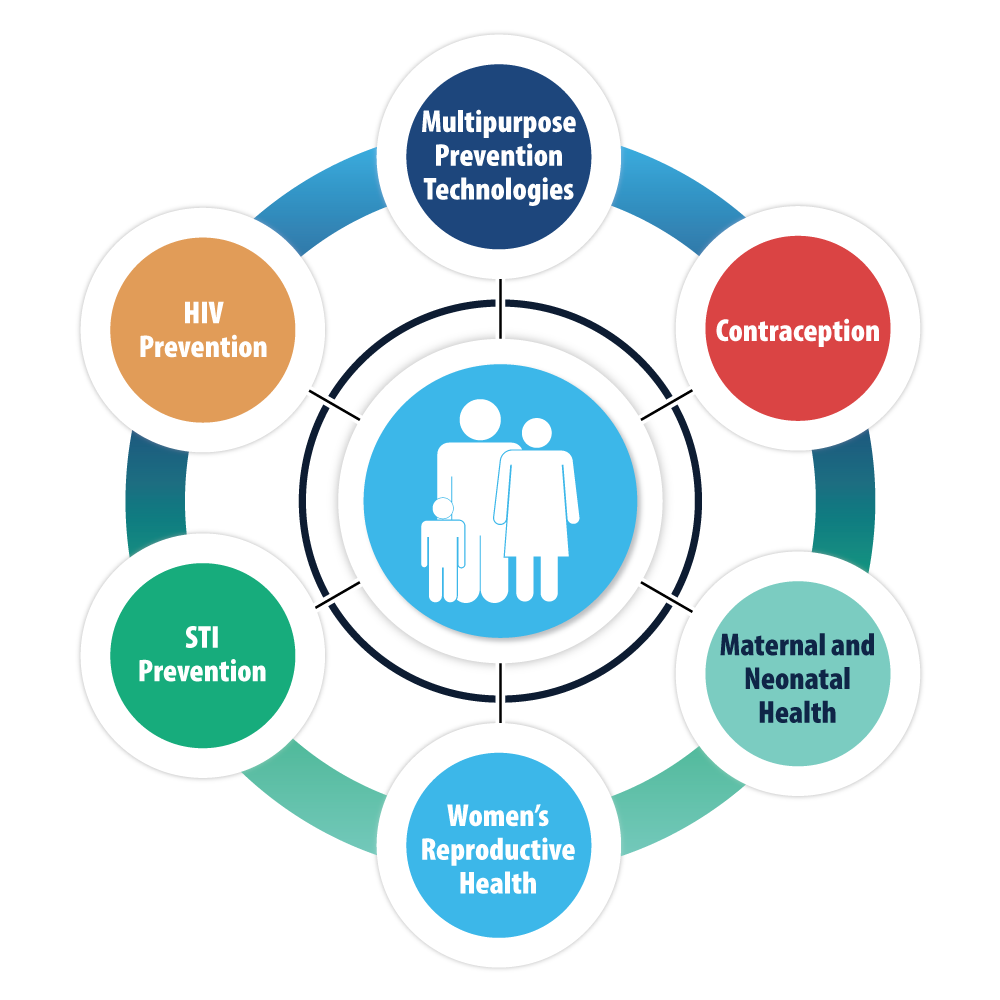 Multipurpose
Prevention
Technologies
Contraception
Maternal and
Neonatal
Health
Women’s
Reproductive
Health
STI
Prevention
HIV
Prevention